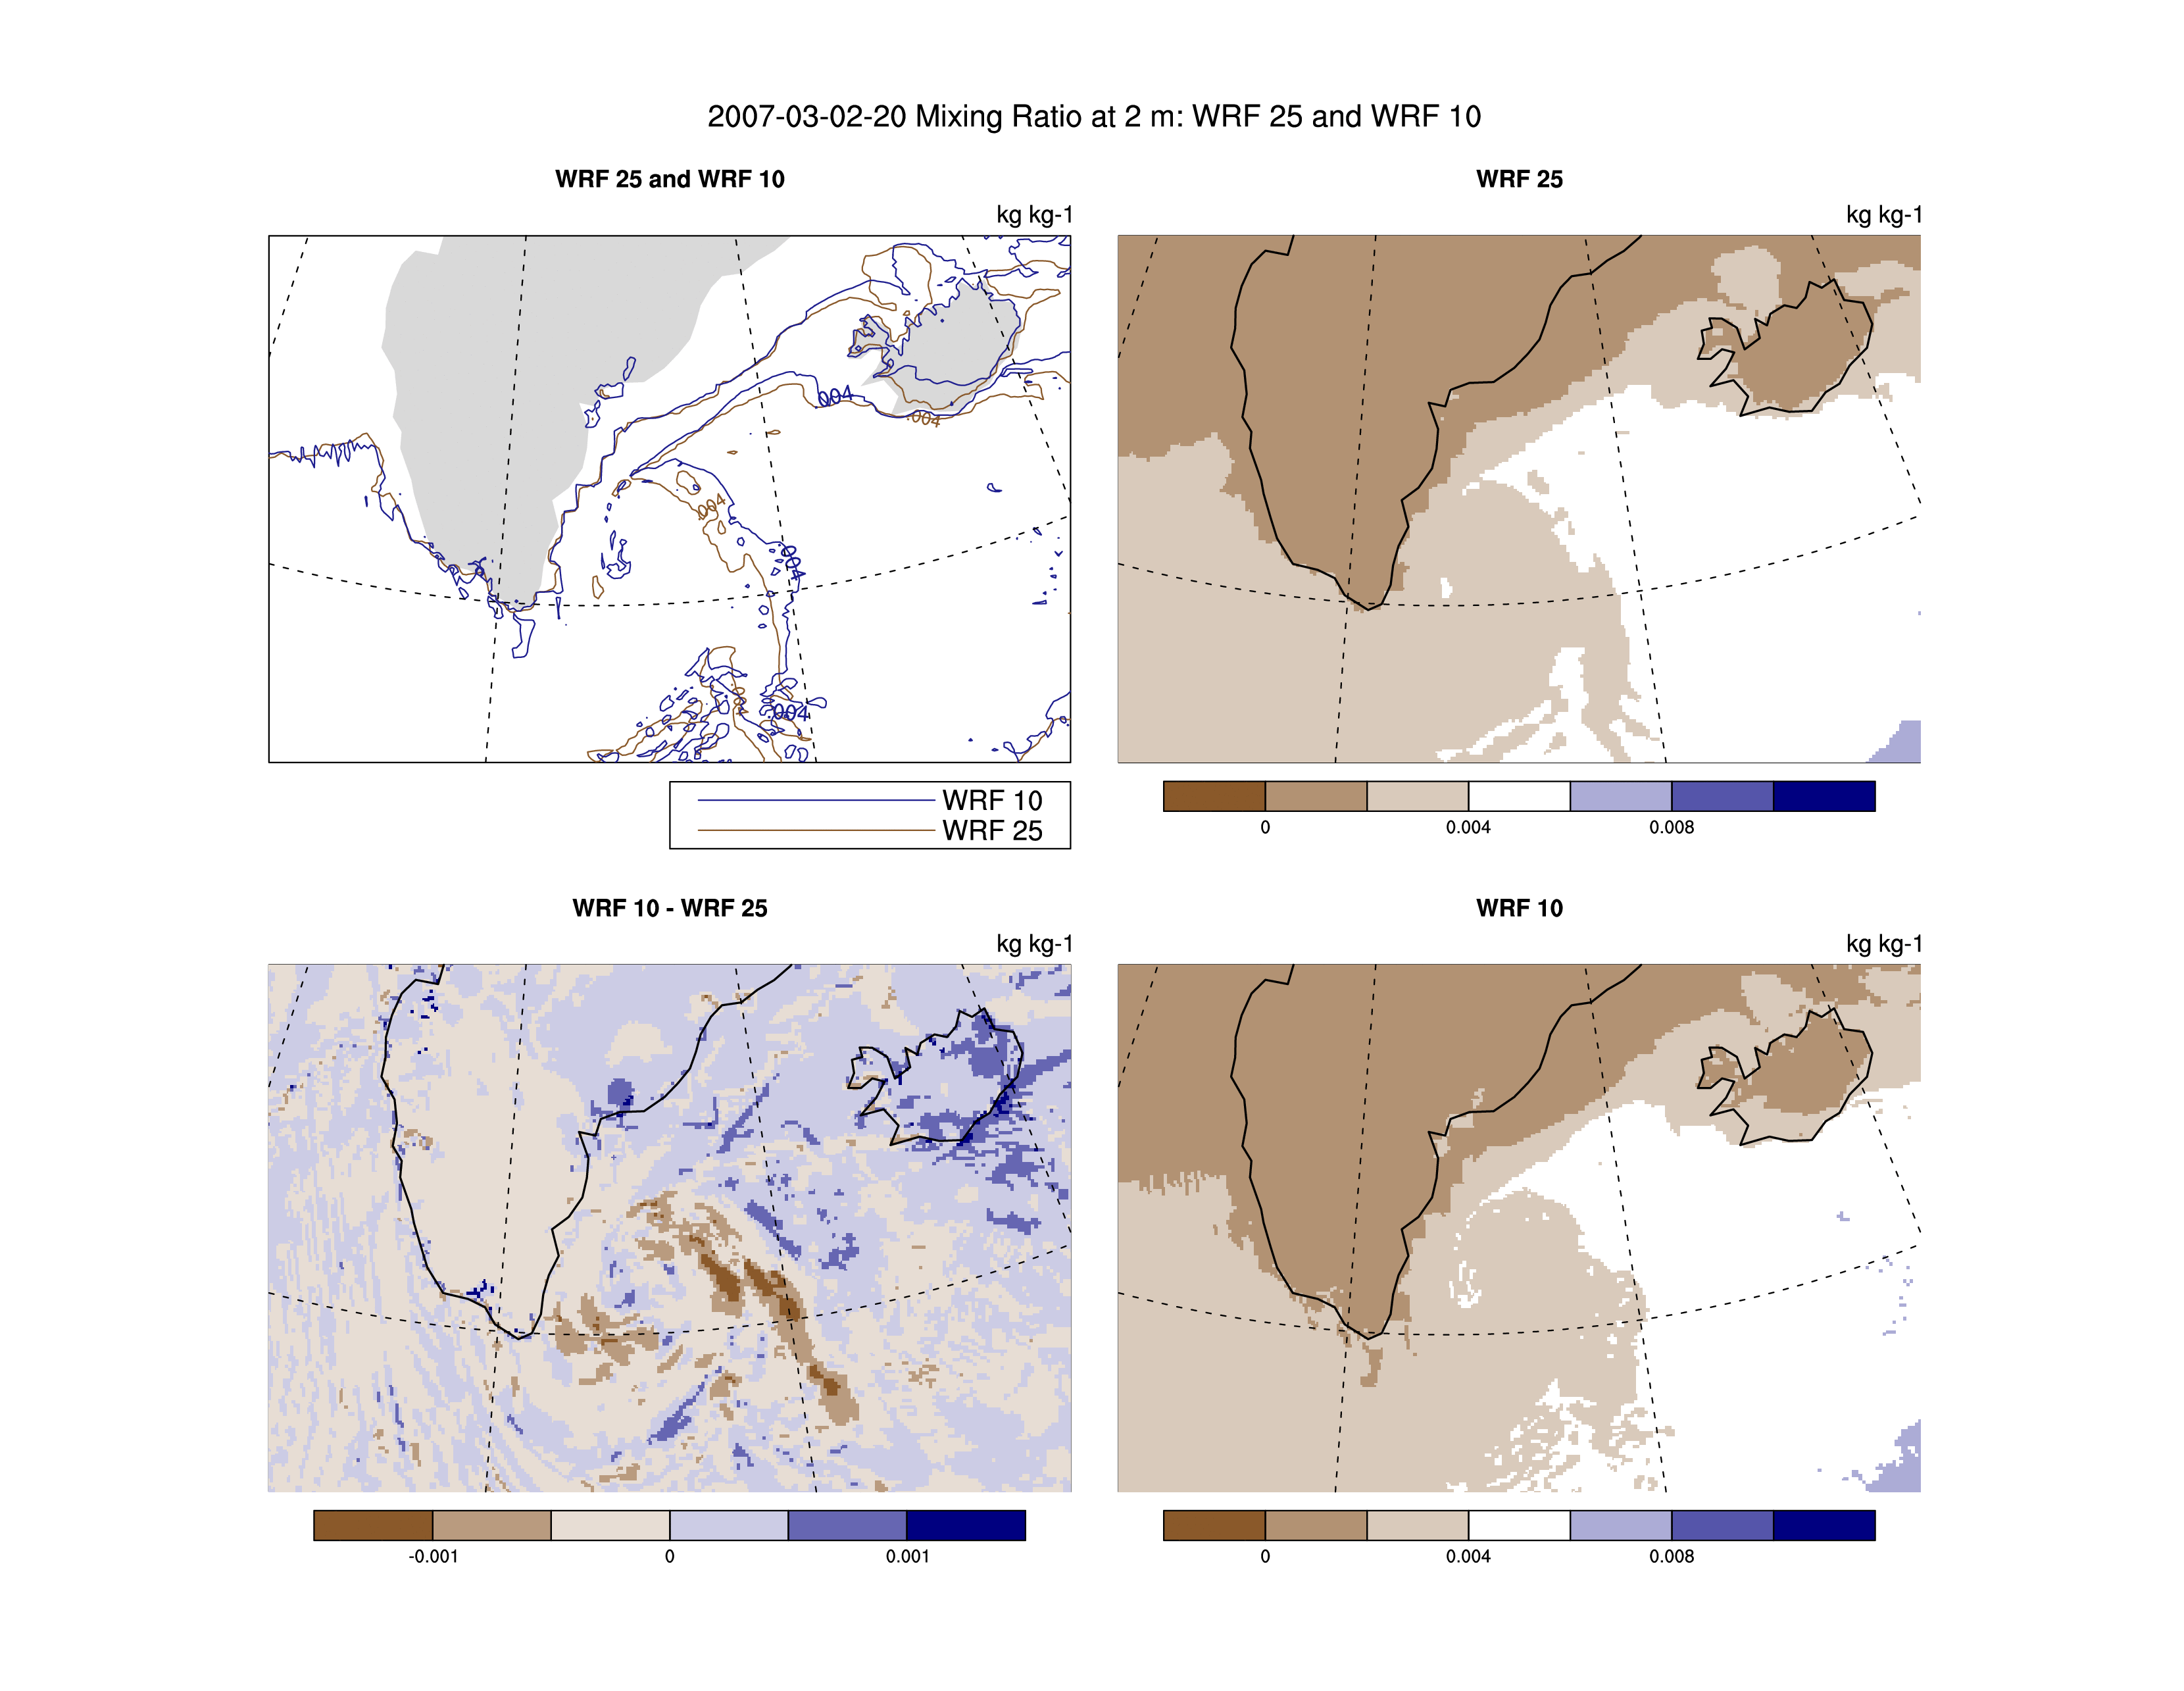 2007-03-02-20 Mixing Ratio at 2 m: WRF 25 and WRF 10
WRF 25 and WRF 10
kg kg-1
.004
.004
.004
.004
.004
WRF 10
WRF 25
WRF 25
kg kg-1
0 0.004 0.008
WRF 10 - WRF 25
kg kg-1
-0.001 0 0.001
WRF 10
kg kg-1
0 0.004 0.008